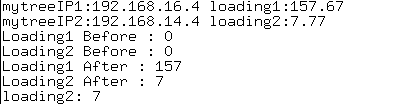 mytreeIP1:192.168.16.4 loading1:157.67
mytreeIP2:192.168.14.4 loading2:7.77
Loading1 Before : 0
Loading2 Before : 0
Loading1 After : 157
Loading2 After : 7
loading2: 7